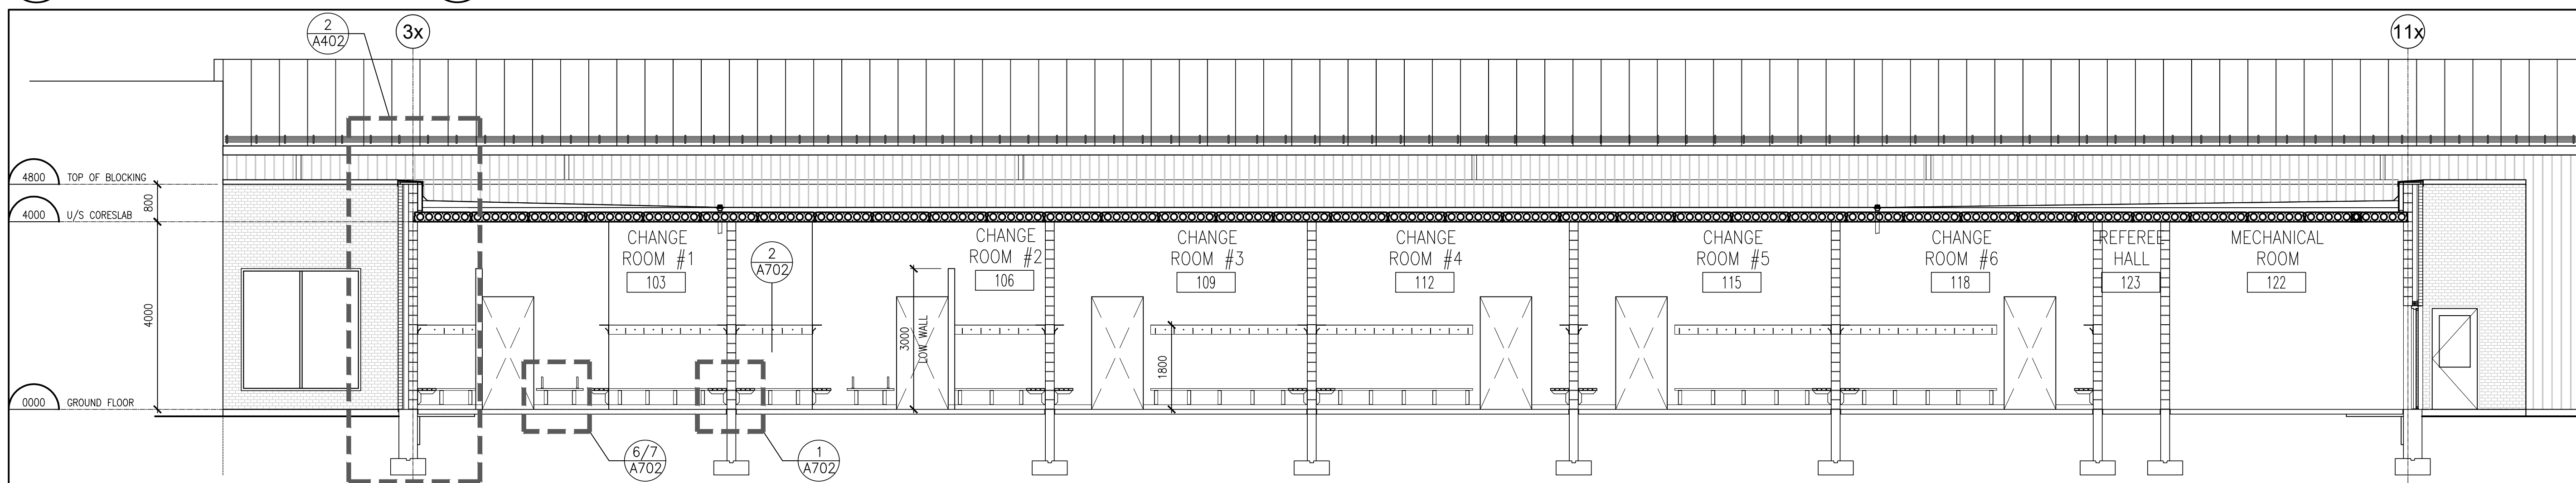 2
A402
3x
11x
4800 TOP OF BLOCKING
800
4000 U/S CORESLAB
4000
0000 GROUND FLOOR
CHANGE
ROOM #1
103
2
A702
CHANGE
ROOM #2
106
CHANGE
ROOM #3
109
CHANGE
ROOM #4
112
CHANGE
ROOM #5
115
CHANGE
ROOM #6
118
REFEREE
HALL
123
MECHANICAL
ROOM
122
3000
LOW WALL
1800
6/7
A702
1
A702